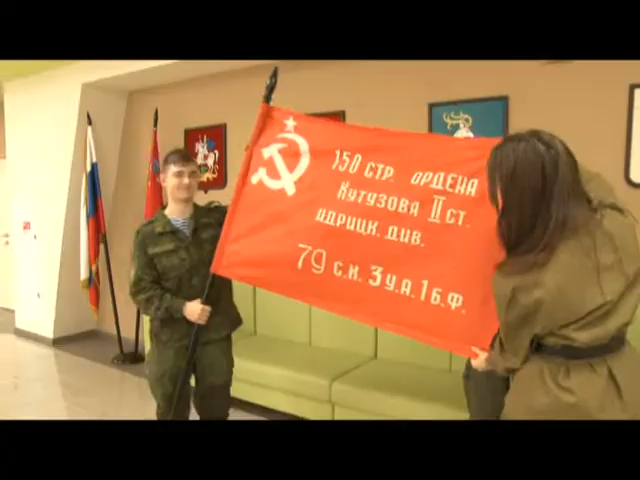 150 СТР. ОРДЕНА
КУТУЗОВА II СТ.
ИДРИЦК. ДИВ.
79 С.К. 3 У.А. 1 Б.Ф.